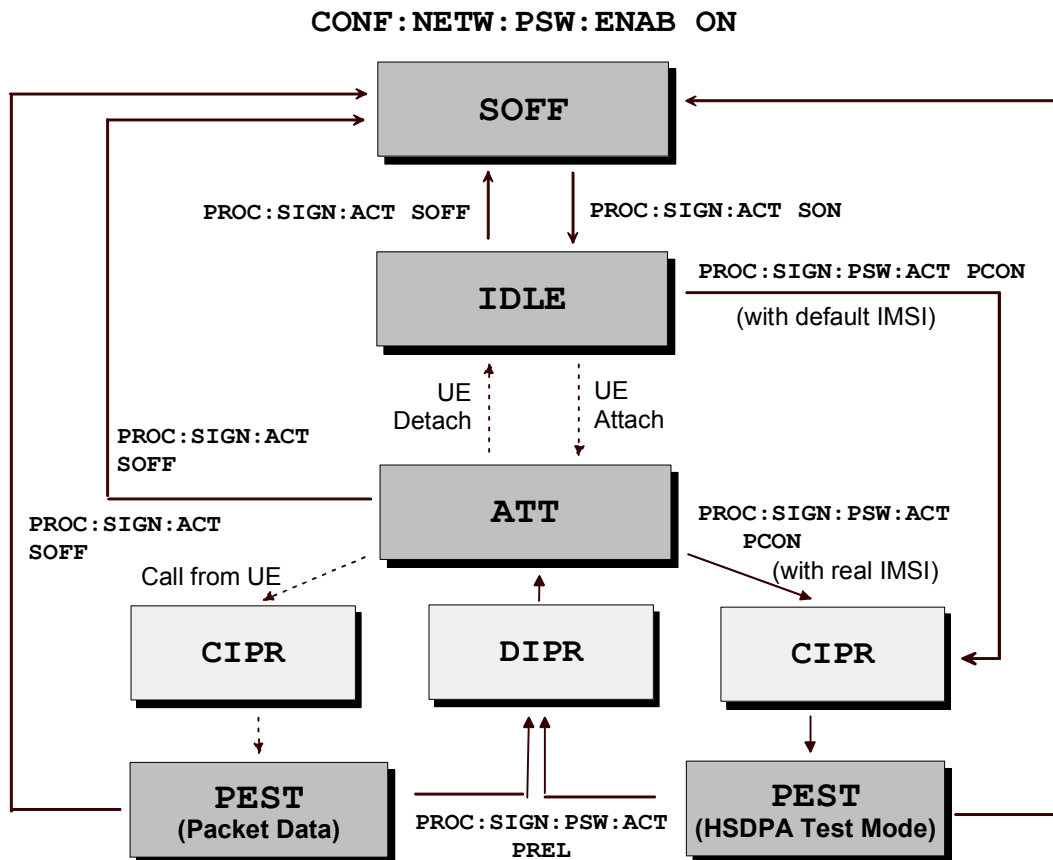 CONF:NETW:PSW:ENAB ON
SOFF
PROC:SIGN:ACT SOFF
PROC:SIGN:ACT SON
IDLE
PROC:SIGN:PSW:ACT PCON
(with default IMSI)
UE
Detach
UE
Attach
PROC:SIGN:ACT
SOFF
ATT
PROC:SIGN:PSW:ACT
PCON
(with real IMSI)
PROC:SIGN:ACT
SOFF
Call from UE
CIPR
DIPR
CIPR
PEST
(Packet Data)
PROC:SIGN:PSW:ACT
PREL
PEST
(HSDPA Test Mode)